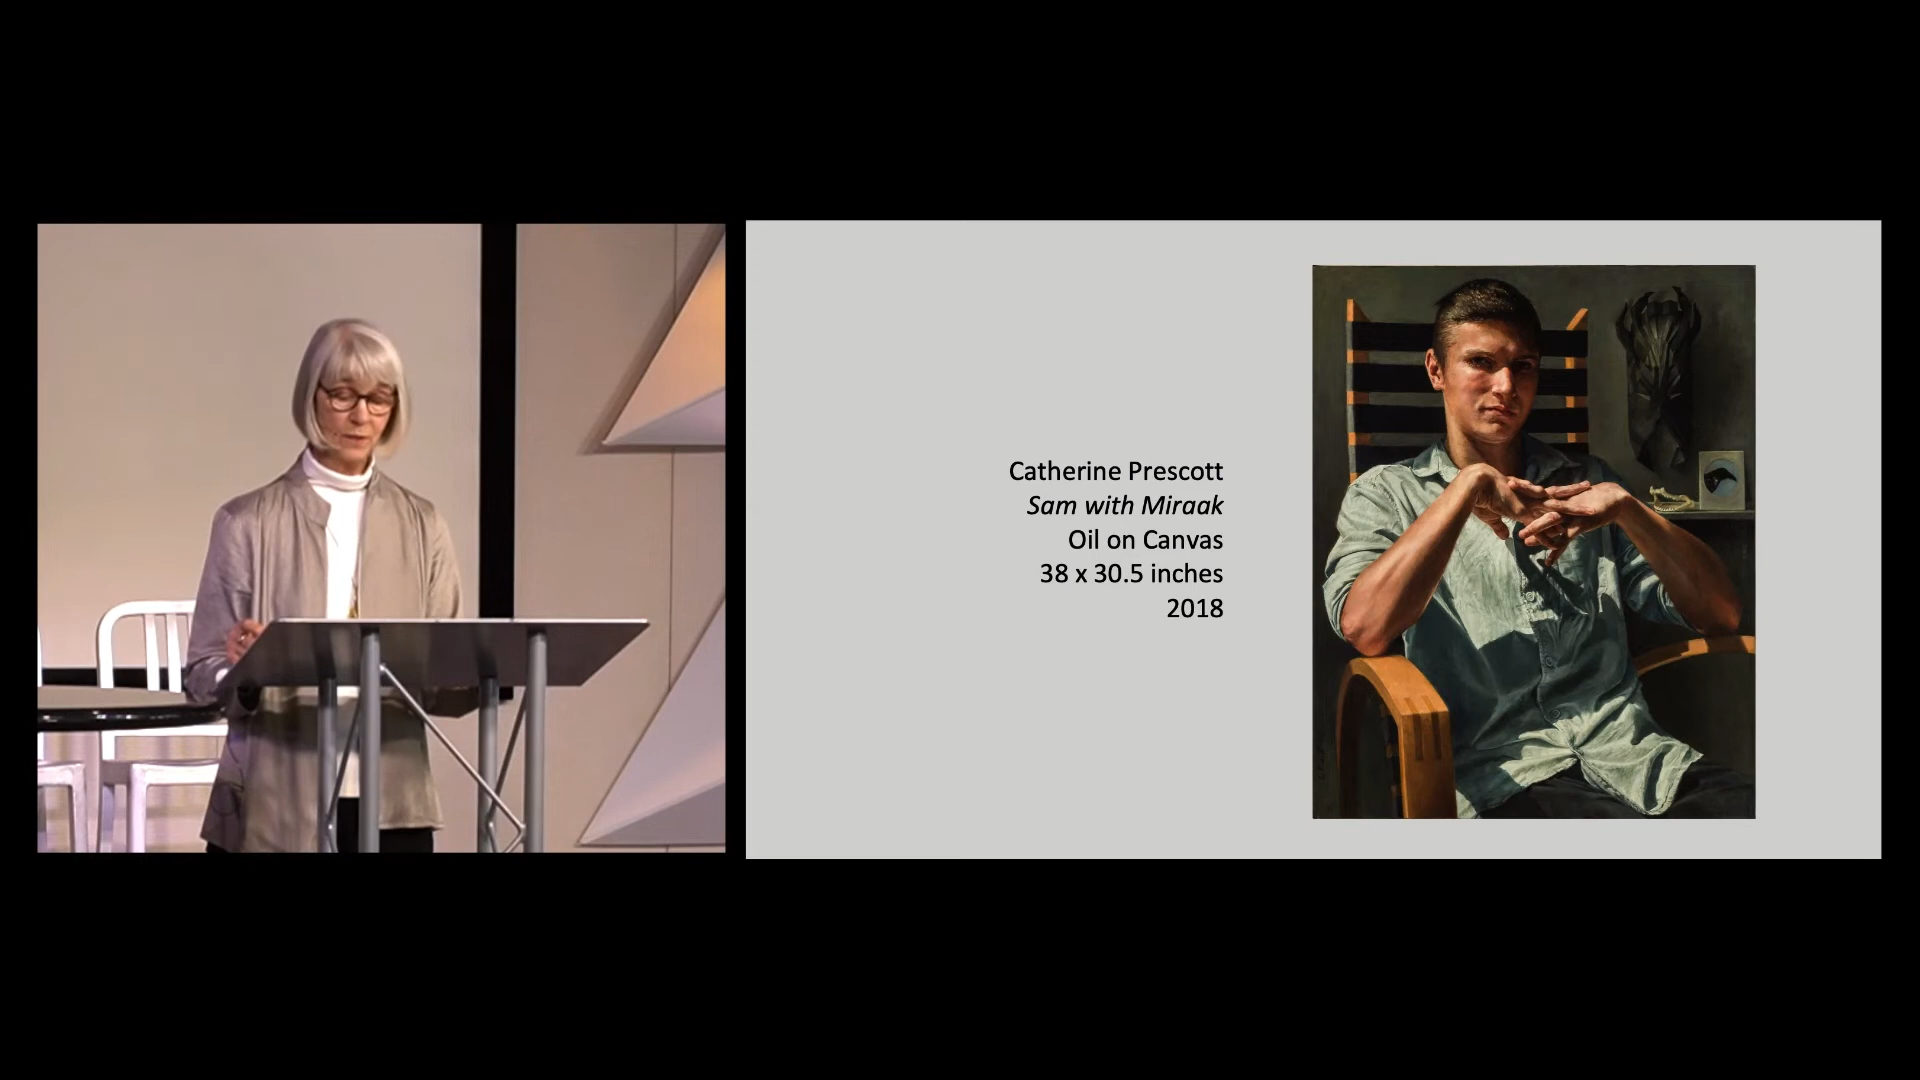 Catherine Prescott
Sam with Miraak
Oil on Canvas
38 x 30.5 inches
2018